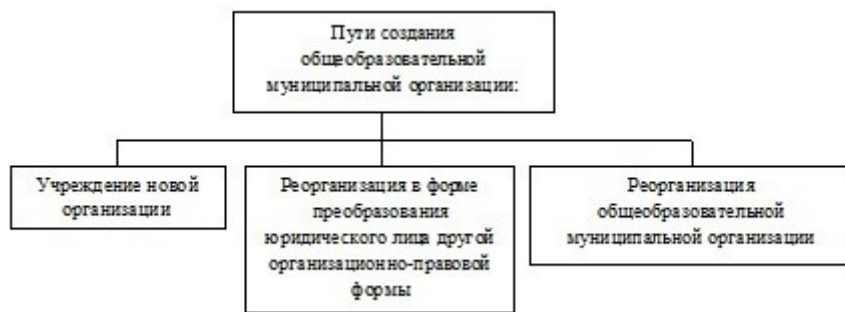 Пути создания
общеобразовательной
муниципальной организации:
Учреждение новой
организации
Реорганизация в форме
преобразования
юридического лица другой
организационно-правовой
формы
Реорганизация
общеобразовательной
муниципальной организации